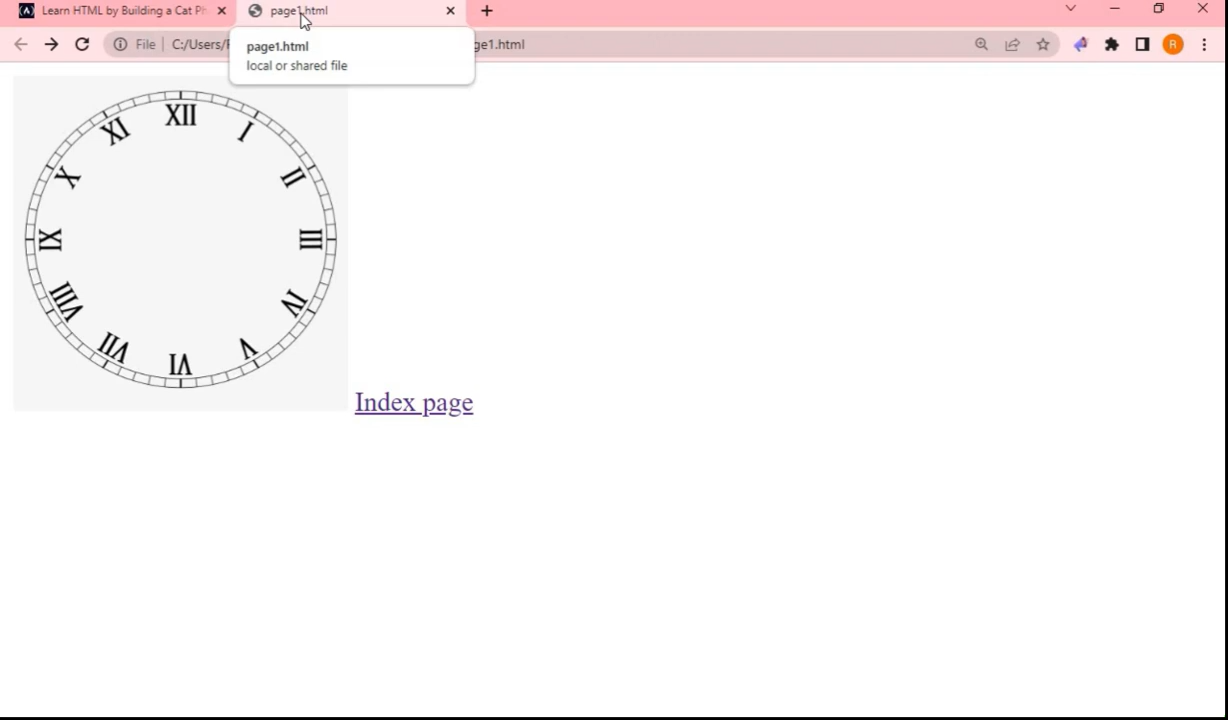 Learn HTML by Building a Cat Ph
page1.html
File
C:/Users/
ge1.html
page1.html
local or shared file
R
XII
XI
I
X
II
IX
III
VIII
IV
VII
V
VI
Index page